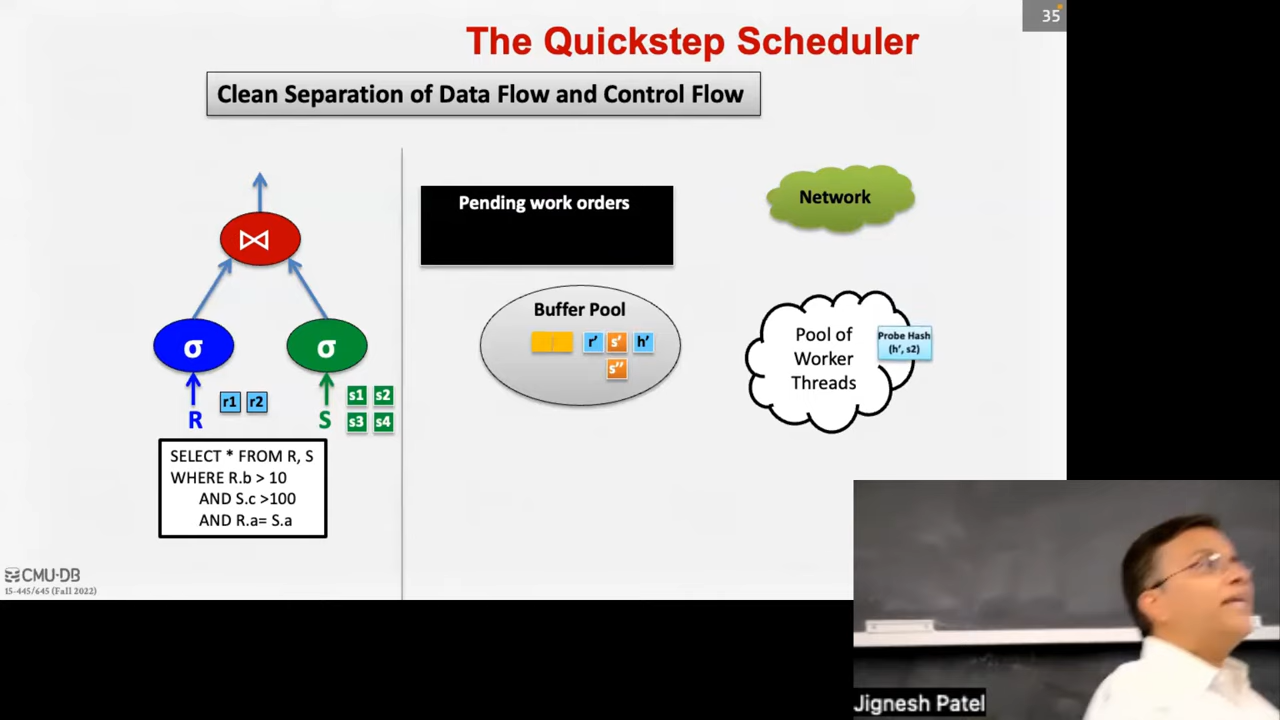 35
The Quickstep Scheduler
Clean Separation of Data Flow and Control Flow
⋈
σ
σ
R
r1 r2
S
s1 s2
s3 s4
SELECT * FROM R, S
WHERE R.b > 10
AND S.c >100
AND R.a= S.a
Pending work orders
Network
Buffer Pool
r' s' h'
s''
Pool of
Worker
Threads
Probe Hash
(h', s2)
CMU·DB
15-445/645 (Fall 2022)
Jignesh Patel